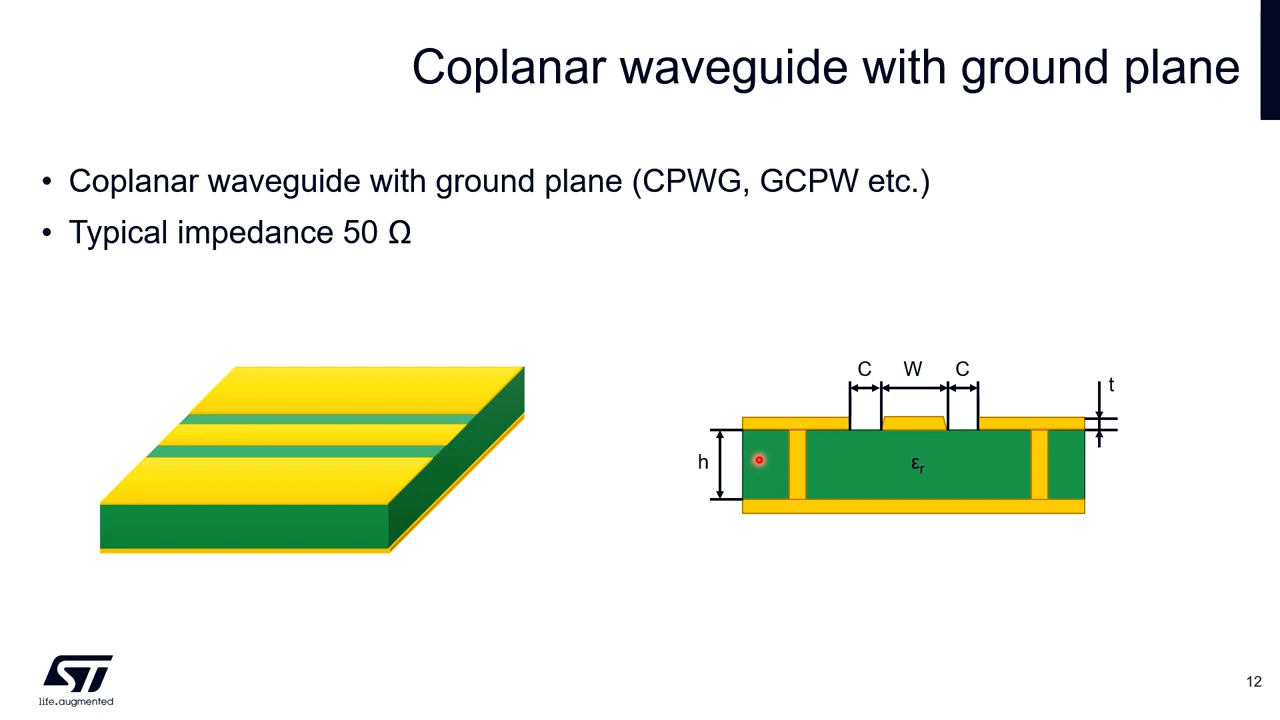 Coplanar waveguide with ground plane
• Coplanar waveguide with ground plane (CPWG, GCPW etc.)
• Typical impedance 50 Ω
C W C
t
h
εr
ST
life.augmented
12